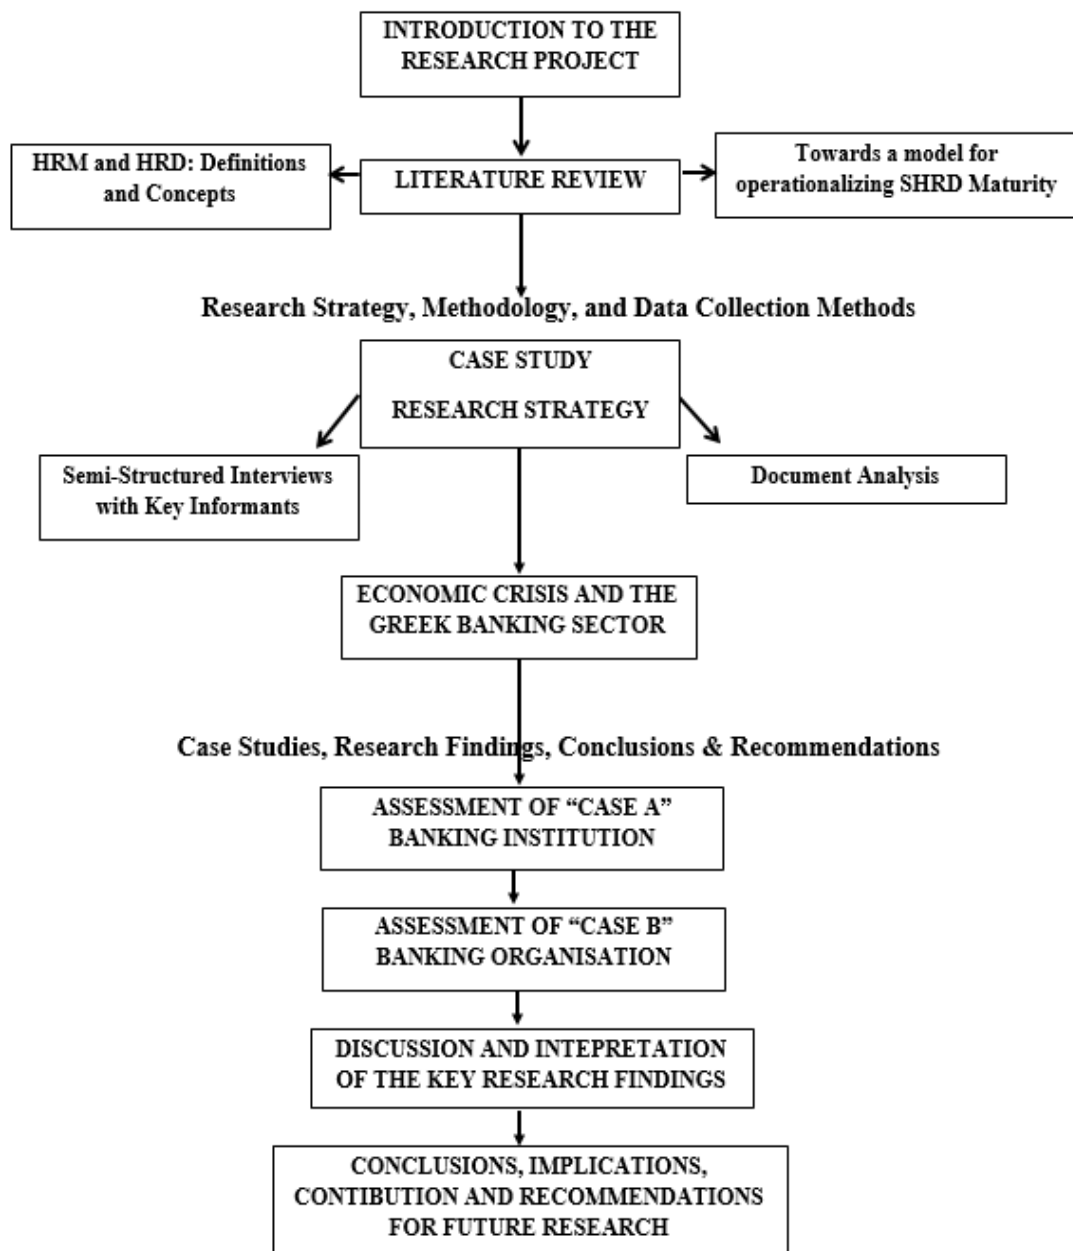 INTRODUCTION TO THE
RESEARCH PROJECT
HRM and HRD: Definitions
and Concepts
LITERATURE REVIEW
Towards a model for
operationalizing SHRD Maturity
Research Strategy, Methodology, and Data Collection Methods
CASE STUDY
RESEARCH STRATEGY
Semi-Structured Interviews
with Key Informants
Document Analysis
ECONOMIC CRISIS AND THE
GREEK BANKING SECTOR
Case Studies, Research Findings, Conclusions & Recommendations
ASSESSMENT OF “CASE A”
BANKING INSTITUTION
ASSESSMENT OF “CASE B”
BANKING ORGANISATION
DISCUSSION AND INTEPRETATION
OF THE KEY RESEARCH FINDINGS
CONCLUSIONS, IMPLICATIONS,
CONTIBUTION AND RECOMMENDATIONS
FOR FUTURE RESEARCH